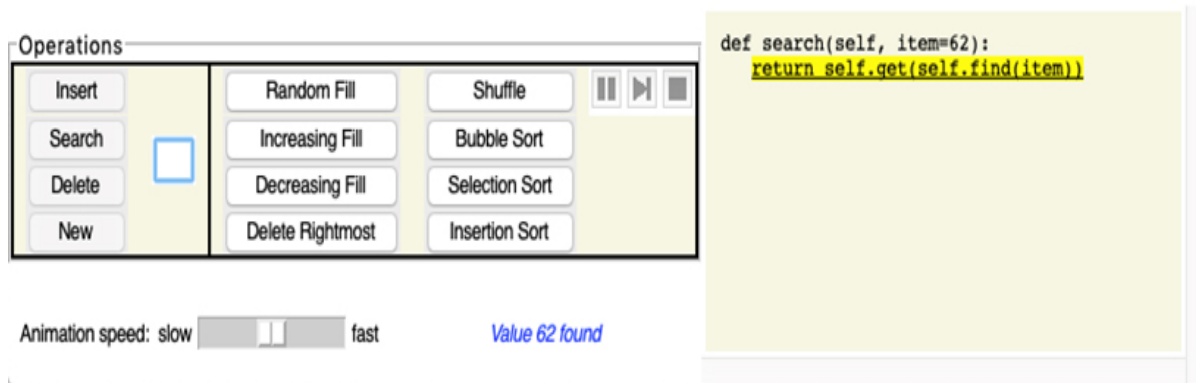 Operations
Insert
Random Fill
Shuffle
Search
Increasing Fill
Bubble Sort
Delete
Decreasing Fill
Selection Sort
New
Delete Rightmost
Insertion Sort
Animation speed: slow fast
Value 62 found
def search(self, item=62):
return self.get(self.find(item))